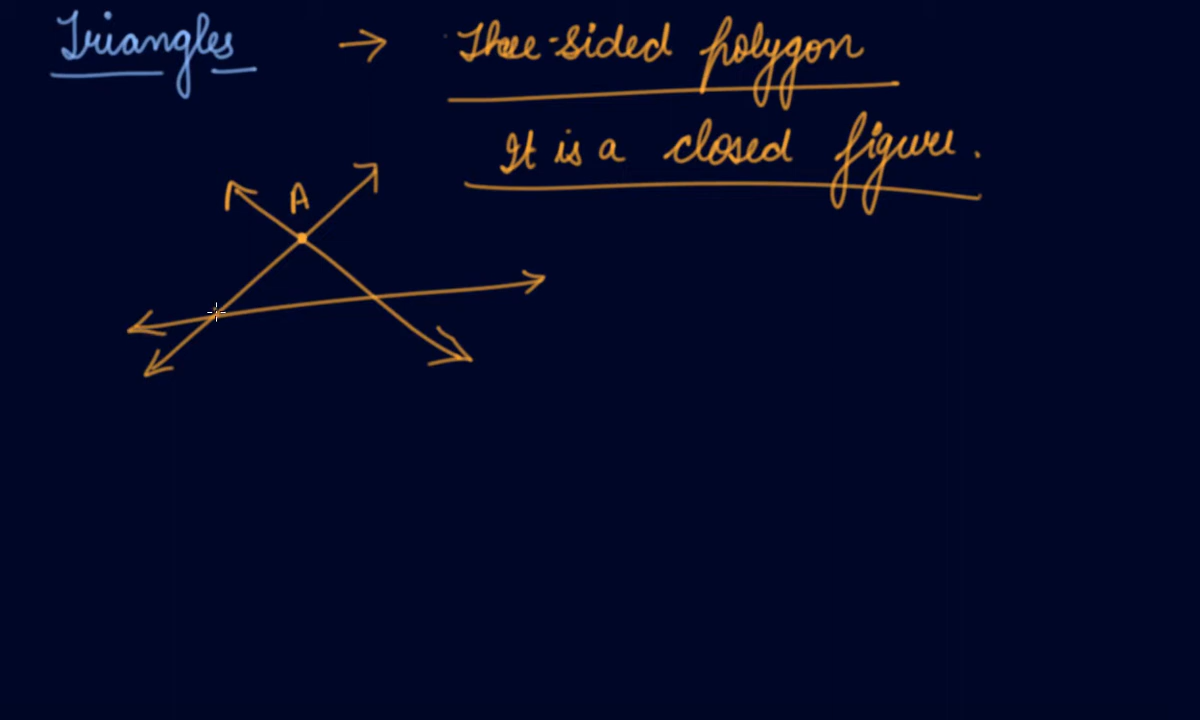 Triangles → Three-sided polygon
It is a closed figure.
A